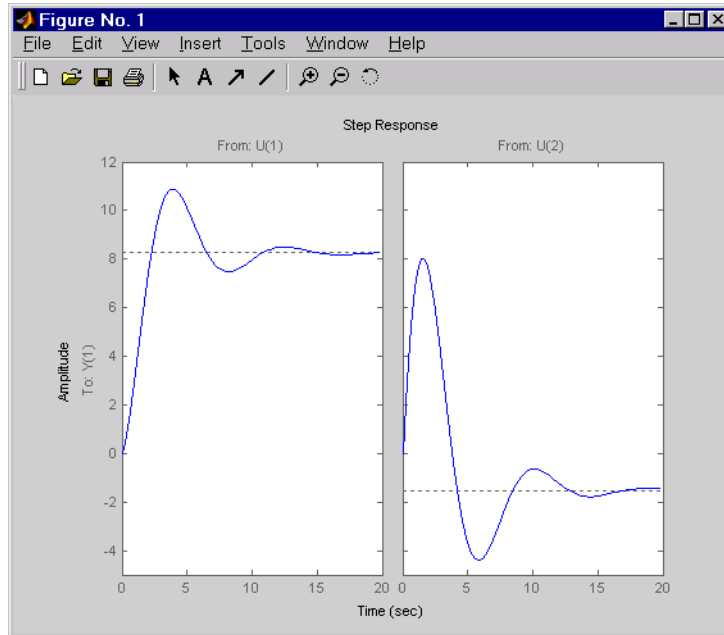 Figure No. 1
File Edit View Insert Tools Window Help
A
Step Response
From: U(1) From: U(2)
12
10
8
6
4
2
0
-2
-4
Amplitude
To: Y(1)
0 5 10 15 20 0 5 10 15 20
Time (sec)